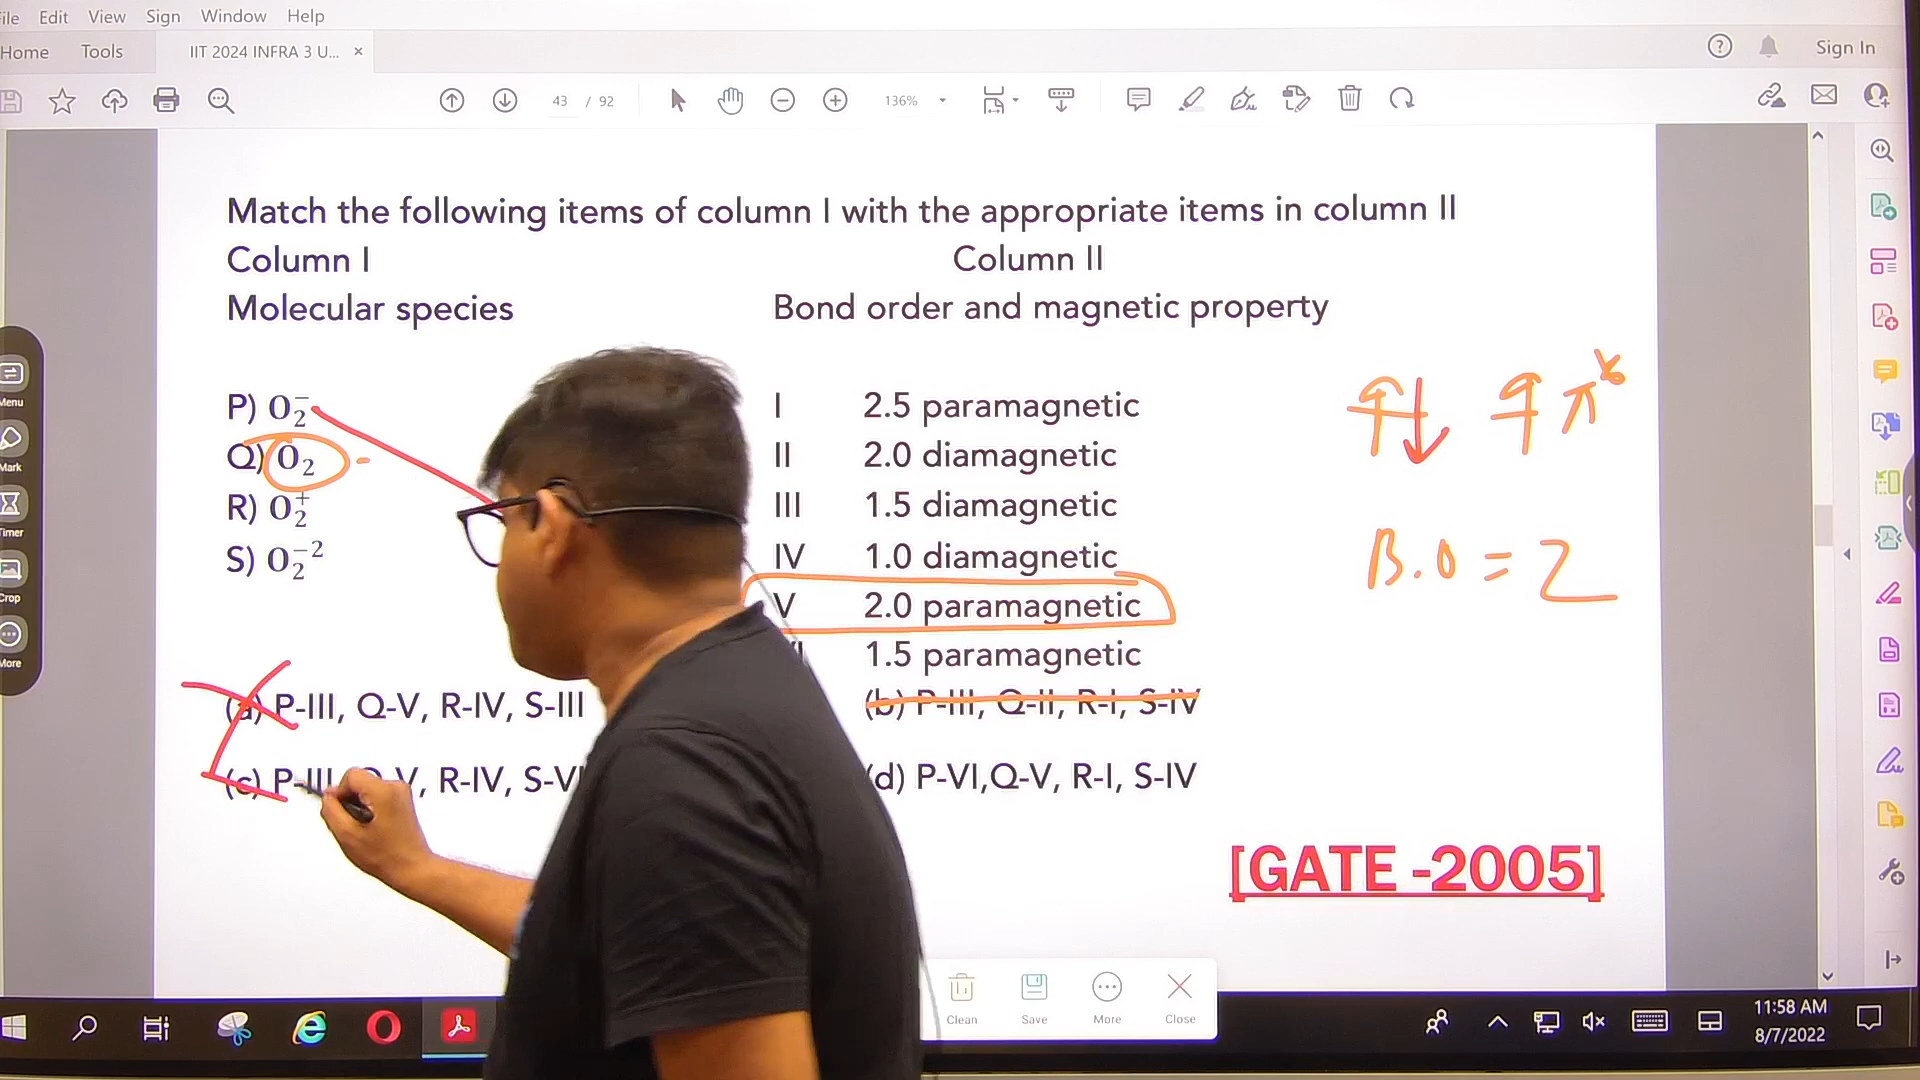 File Edit View Sign Window Help
Home Tools IIT 2024 INFRA 3 U... × Sign In
43 / 92 136%
Match the following items of column I with the appropriate items in column II
Column I Column II
Molecular species Bond order and magnetic property
P) O₂⁻ I 2.5 paramagnetic
Q) O₂ II 2.0 diamagnetic
R) O₂⁺ III 1.5 diamagnetic
S) O₂⁻² IV 1.0 diamagnetic
V 2.0 paramagnetic
1.5 paramagnetic
π*
B.O = 2
(a) P-III, Q-V, R-IV, S-III (b) P-III, Q-II, R-I, S-IV
(c) P-III, Q-V, R-IV, S-VI (d) P-VI,Q-V, R-I, S-IV
[GATE -2005]
Menu
Mark
Timer
Crop
More
Clean Save More Close
11:58 AM
8/7/2022